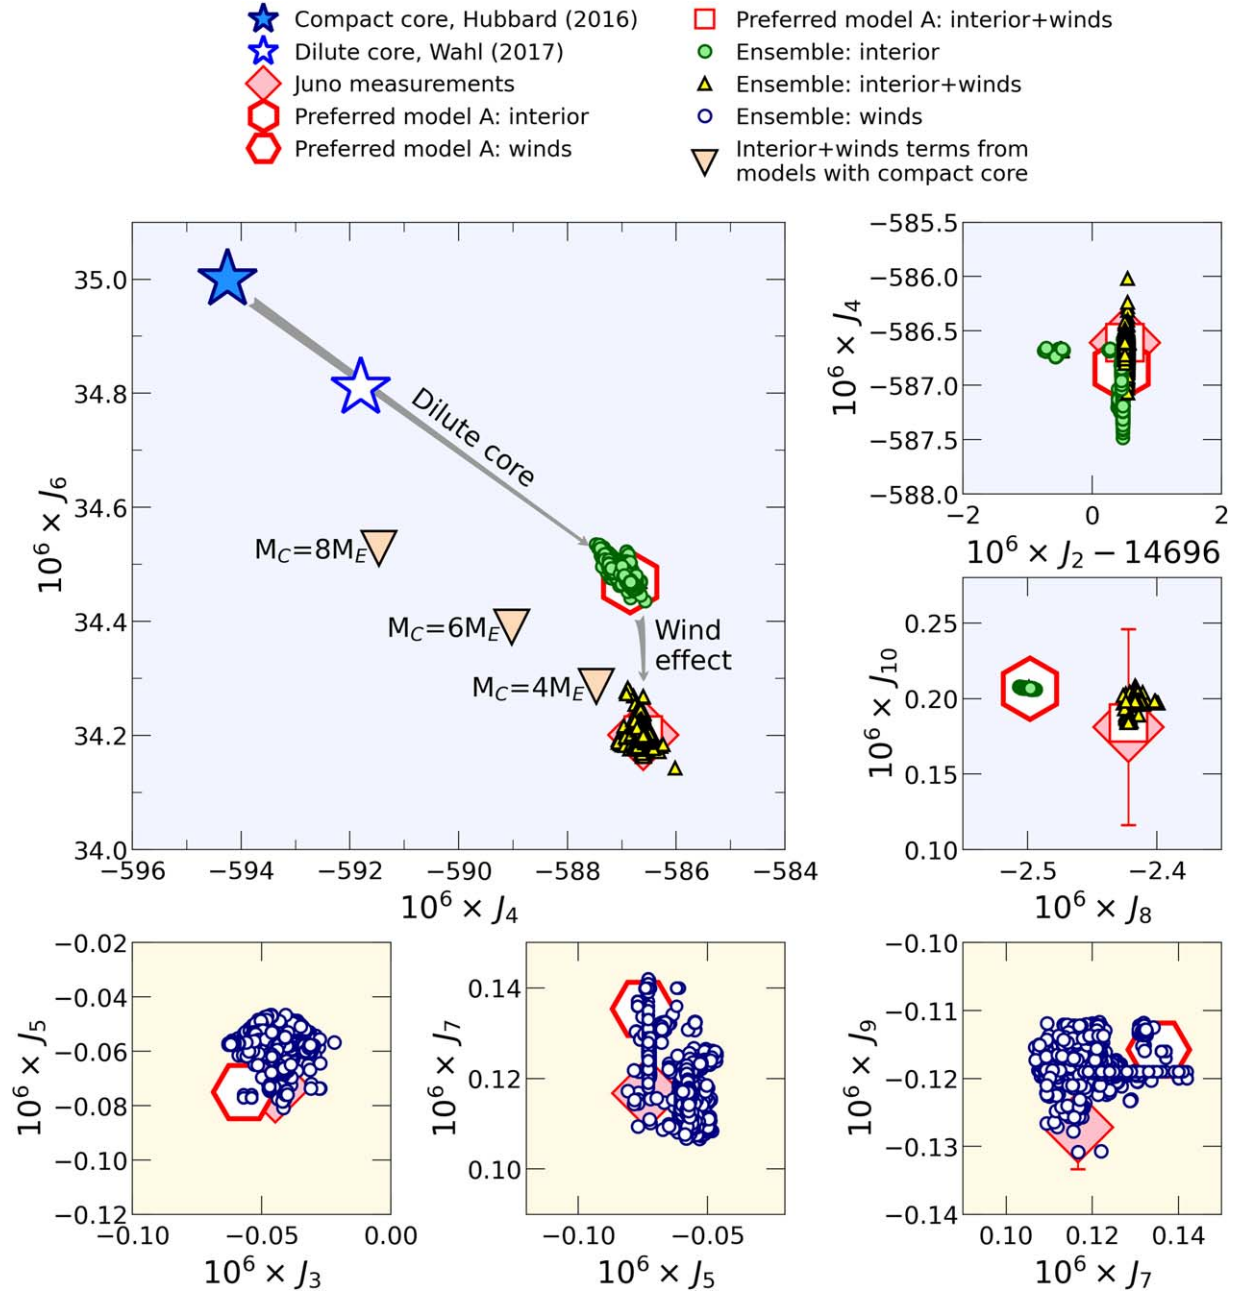 Compact core, Hubbard (2016)
Dilute core, Wahl (2017)
Juno measurements
Preferred model A: interior
Preferred model A: winds
Preferred model A: interior+winds
Ensemble: interior
Ensemble: interior+winds
Ensemble: winds
Interior+winds terms from
models with compact core
35.0
34.8
34.6
34.4
34.2
34.0
10⁶ × J₆
Dilute core
M_C=8M_E
M_C=6M_E
M_C=4M_E
Wind
effect
−596
−594
−592
−590
−588
−586
−584
10⁶ × J₄
−585.5
−586.0
−586.5
−587.0
−587.5
−588.0
10⁶ × J₄
−2
0
2
10⁶ × J₂ − 14696
0.25
0.20
0.15
0.10
10⁶ × J₁₀
−2.5
−2.4
10⁶ × J₈
−0.02
−0.04
−0.06
−0.08
−0.10
−0.12
10⁶ × J₅
−0.10
−0.05
0.00
10⁶ × J₃
0.14
0.12
0.10
10⁶ × J₇
−0.10
−0.05
10⁶ × J₅
−0.10
−0.11
−0.12
−0.13
−0.14
10⁶ × J₉
0.10
0.12
0.14
10⁶ × J₇